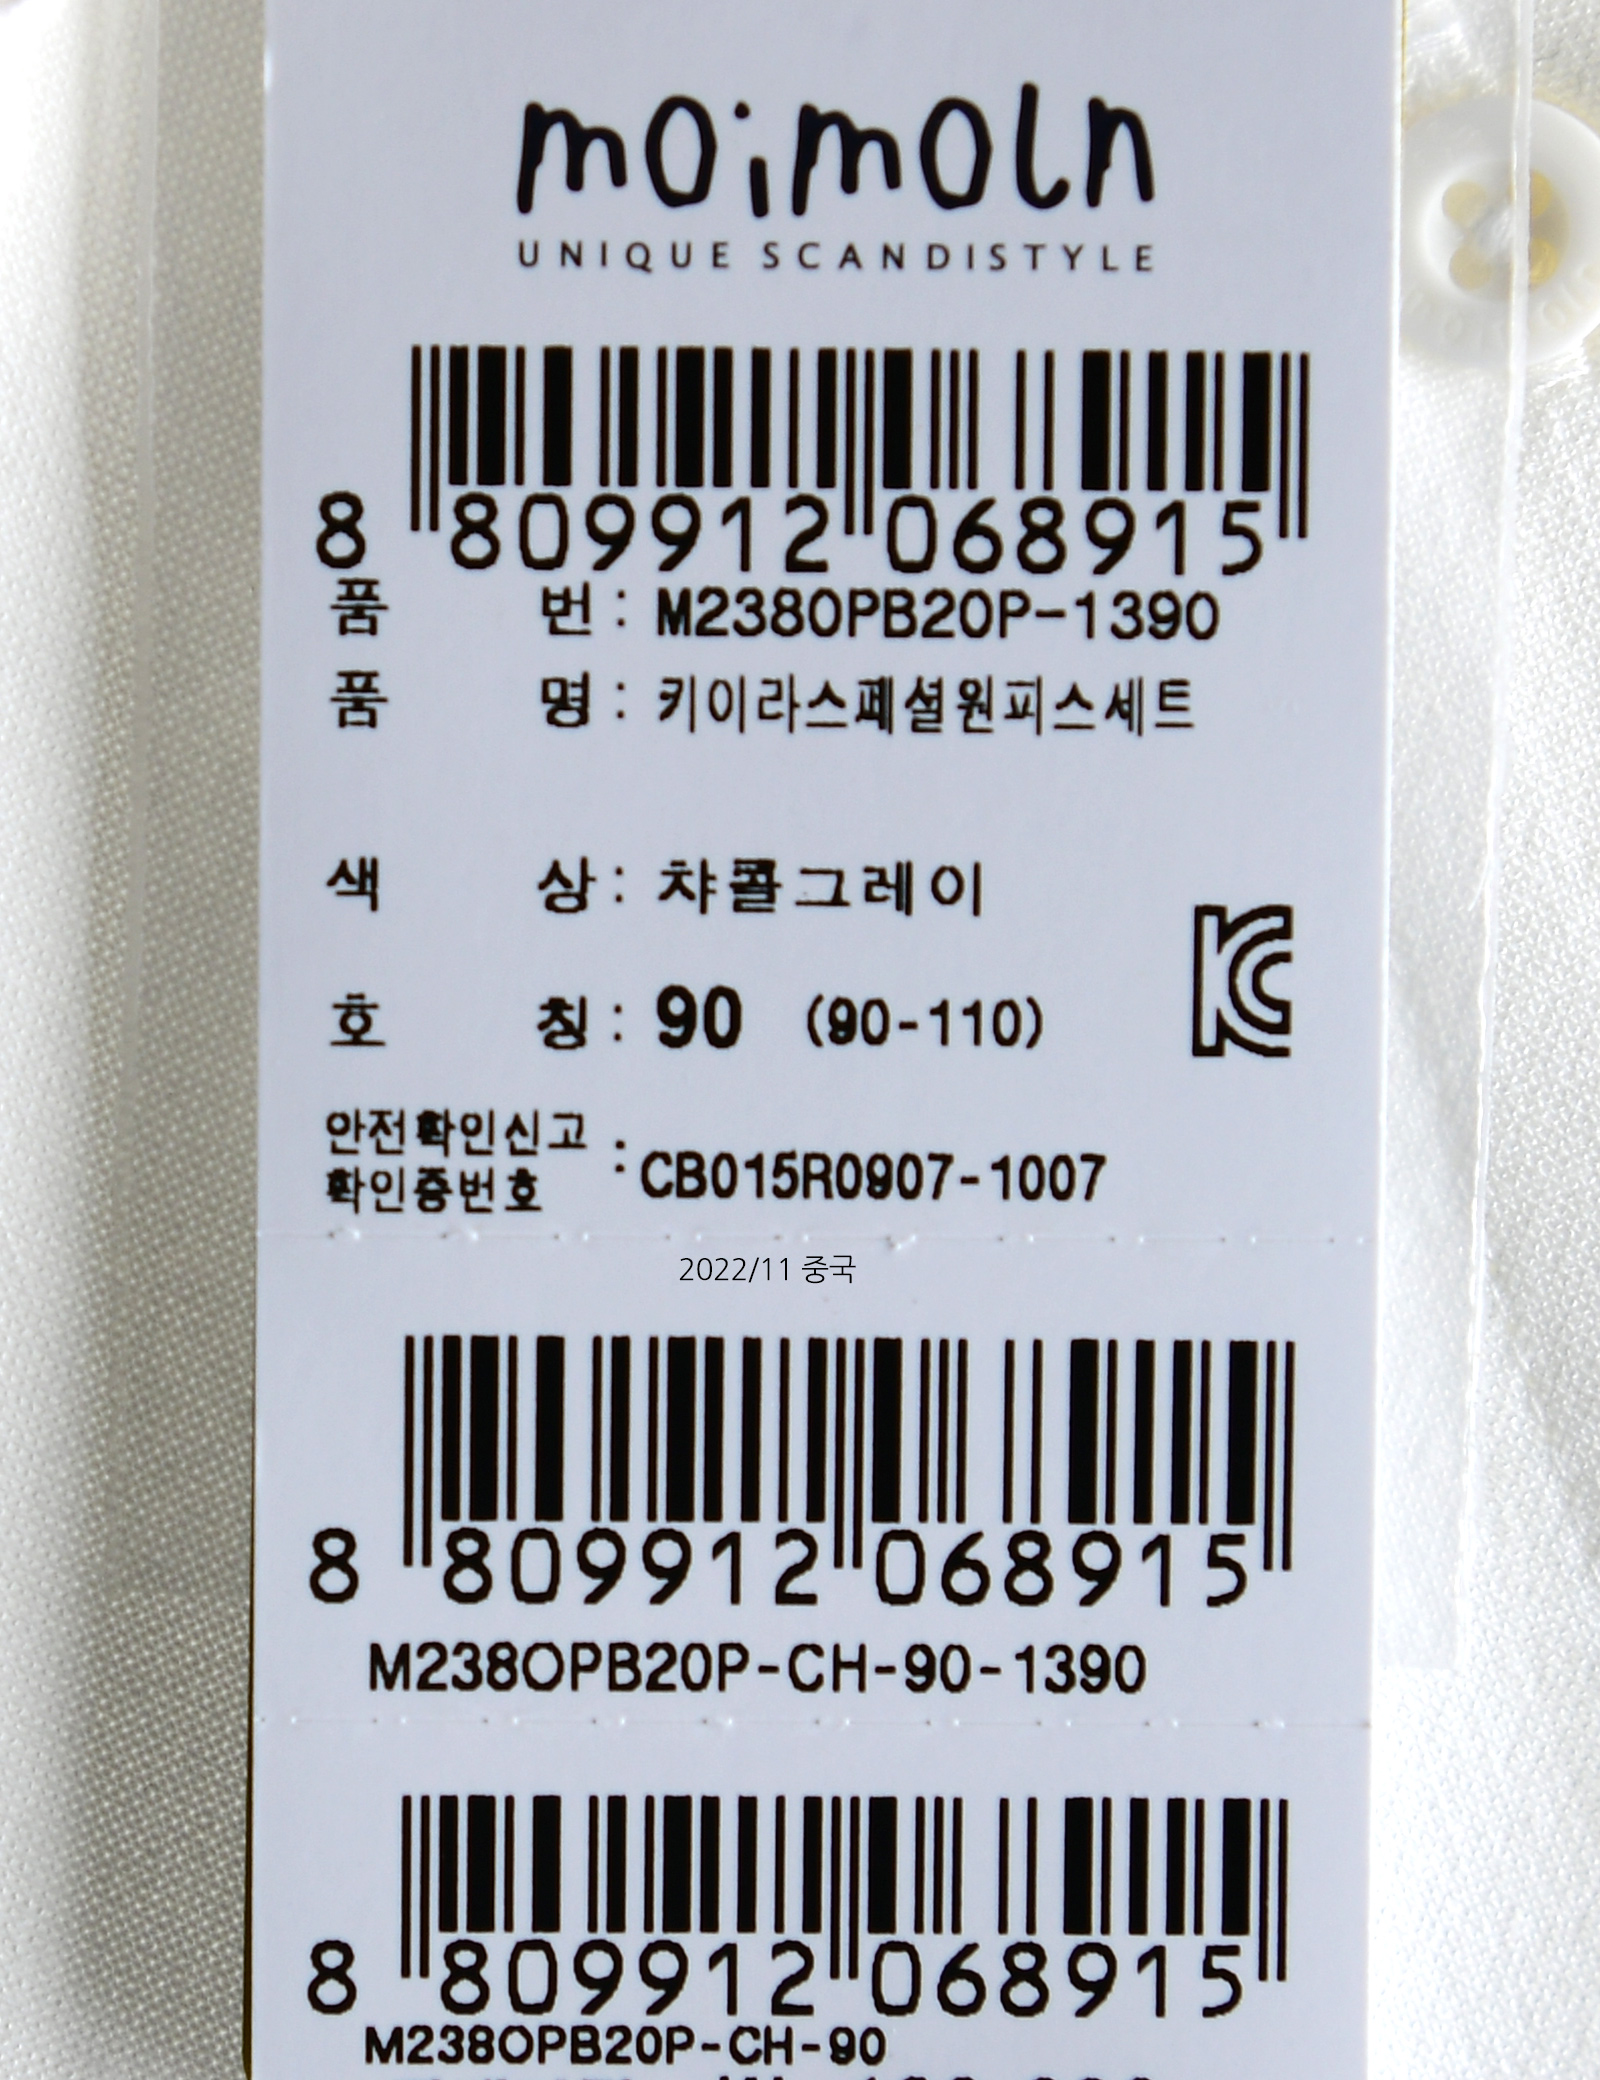 moimoln
UNIQUE SCANDISTYLE
8 809912 068915
품 번 : M238OPB20P-1390
품 명 : 키이라스페셜원피스세트
색 상 : 챠콜그레이
호 칭 : 90 (90-110)
안전확인신고
확인증번호 : CB015R0907-1007
2022/11 중국
8 809912 068915
M238OPB20P-CH-90-1390
8 809912 068915
M238OPB20P-CH-90